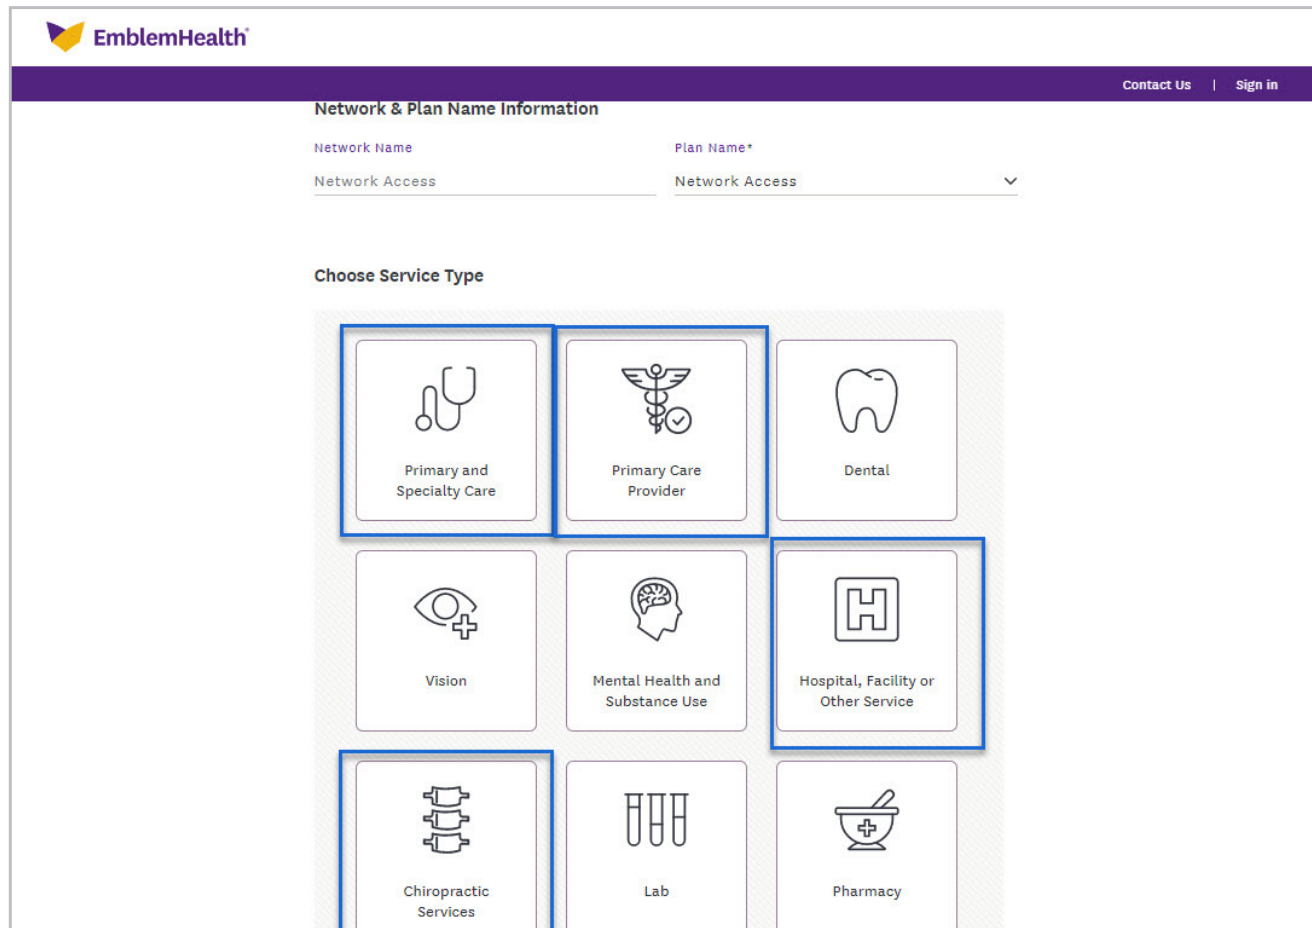 EmblemHealth®
Contact Us | Sign in
Network & Plan Name Information
Network Name
Plan Name*
Network Access
Network Access
Choose Service Type
Primary and
Specialty Care
Primary Care
Provider
Dental
Vision
Mental Health and
Substance Use
H
Hospital, Facility or
Other Service
Chiropractic
Services
Lab
Pharmacy